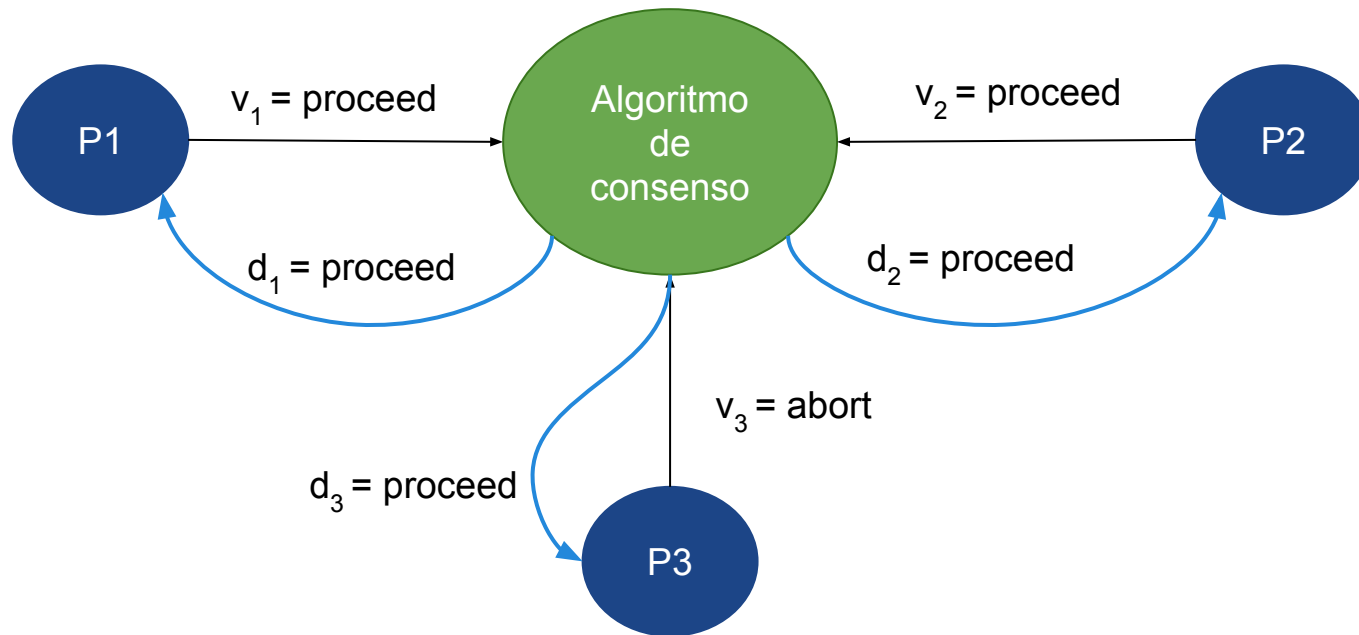 P1
v₁ = proceed
Algoritmo
de
consenso
v₂ = proceed
P2
d₁ = proceed
d₂ = proceed
v₃ = abort
d₃ = proceed
P3